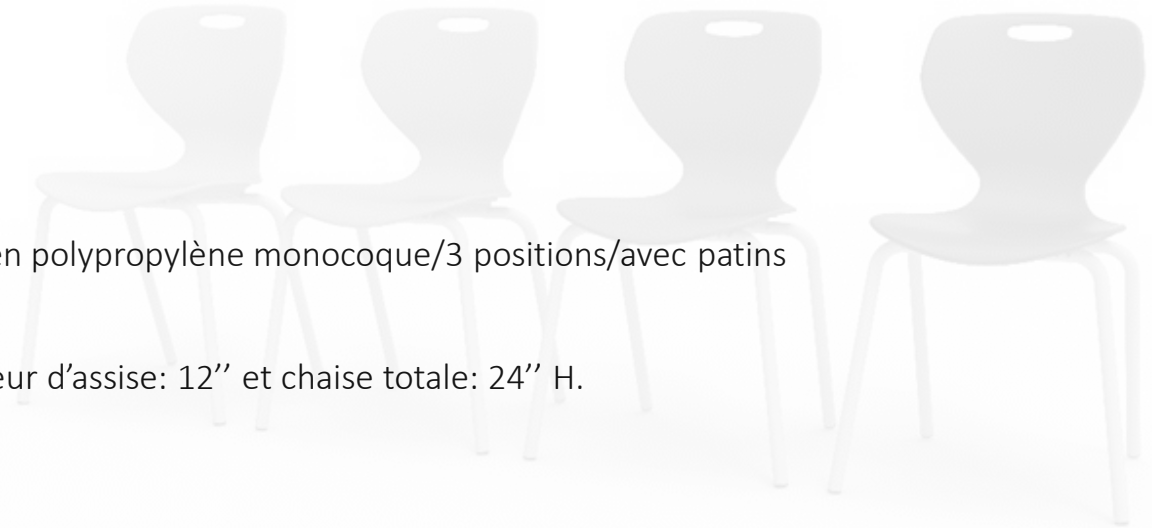 en polypropylène monocoque/3 positions/avec patins
eur d’assise: 12’’ et chaise totale: 24’’ H.